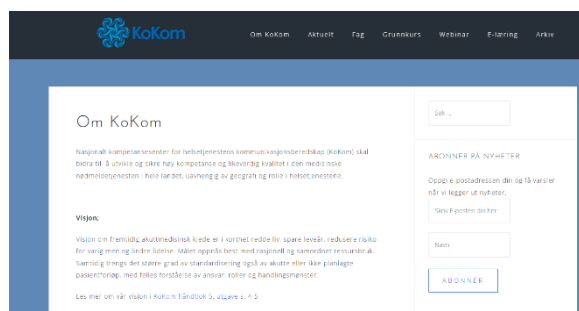 KoKom
Om KoKom Aktuelt Fag Grunnkurs Webinar E-læring Arkiv
Om KoKom
Nasjonalt kompetansesenter for helsetjenestens kommunikasjonsberedskap (KoKom) skal
bidra til å utvikle og sikre høy kompetanse og likeverdig kvalitet i den medisinske
nødmeldetjenesten i hele landet, uavhengig av geografi og rolle i helsetjenestene.
Visjon:
Visjon om fremtidig akuttmedisinsk kjede er i korthet redde liv, spare leveår, redusere risiko
for varig men og lindre lidelse. Målet oppnås best med rasjonell og samordnet ressursbruk.
Samtidig trengs det større grad av standardisering også av akutte eller ikke planlagte
pasientforløp, med felles forståelse av ansvar, roller og handlingsmønster.
Les mer om vår visjon i KoKom håndbok 5. utgave s. 4-5
Søk ...
ABONNER PÅ NYHETER
Oppgi e-postadressen din og få varsler
når vi legger ut nyheter.
Skriv E-posten din her
Navn
ABONNER